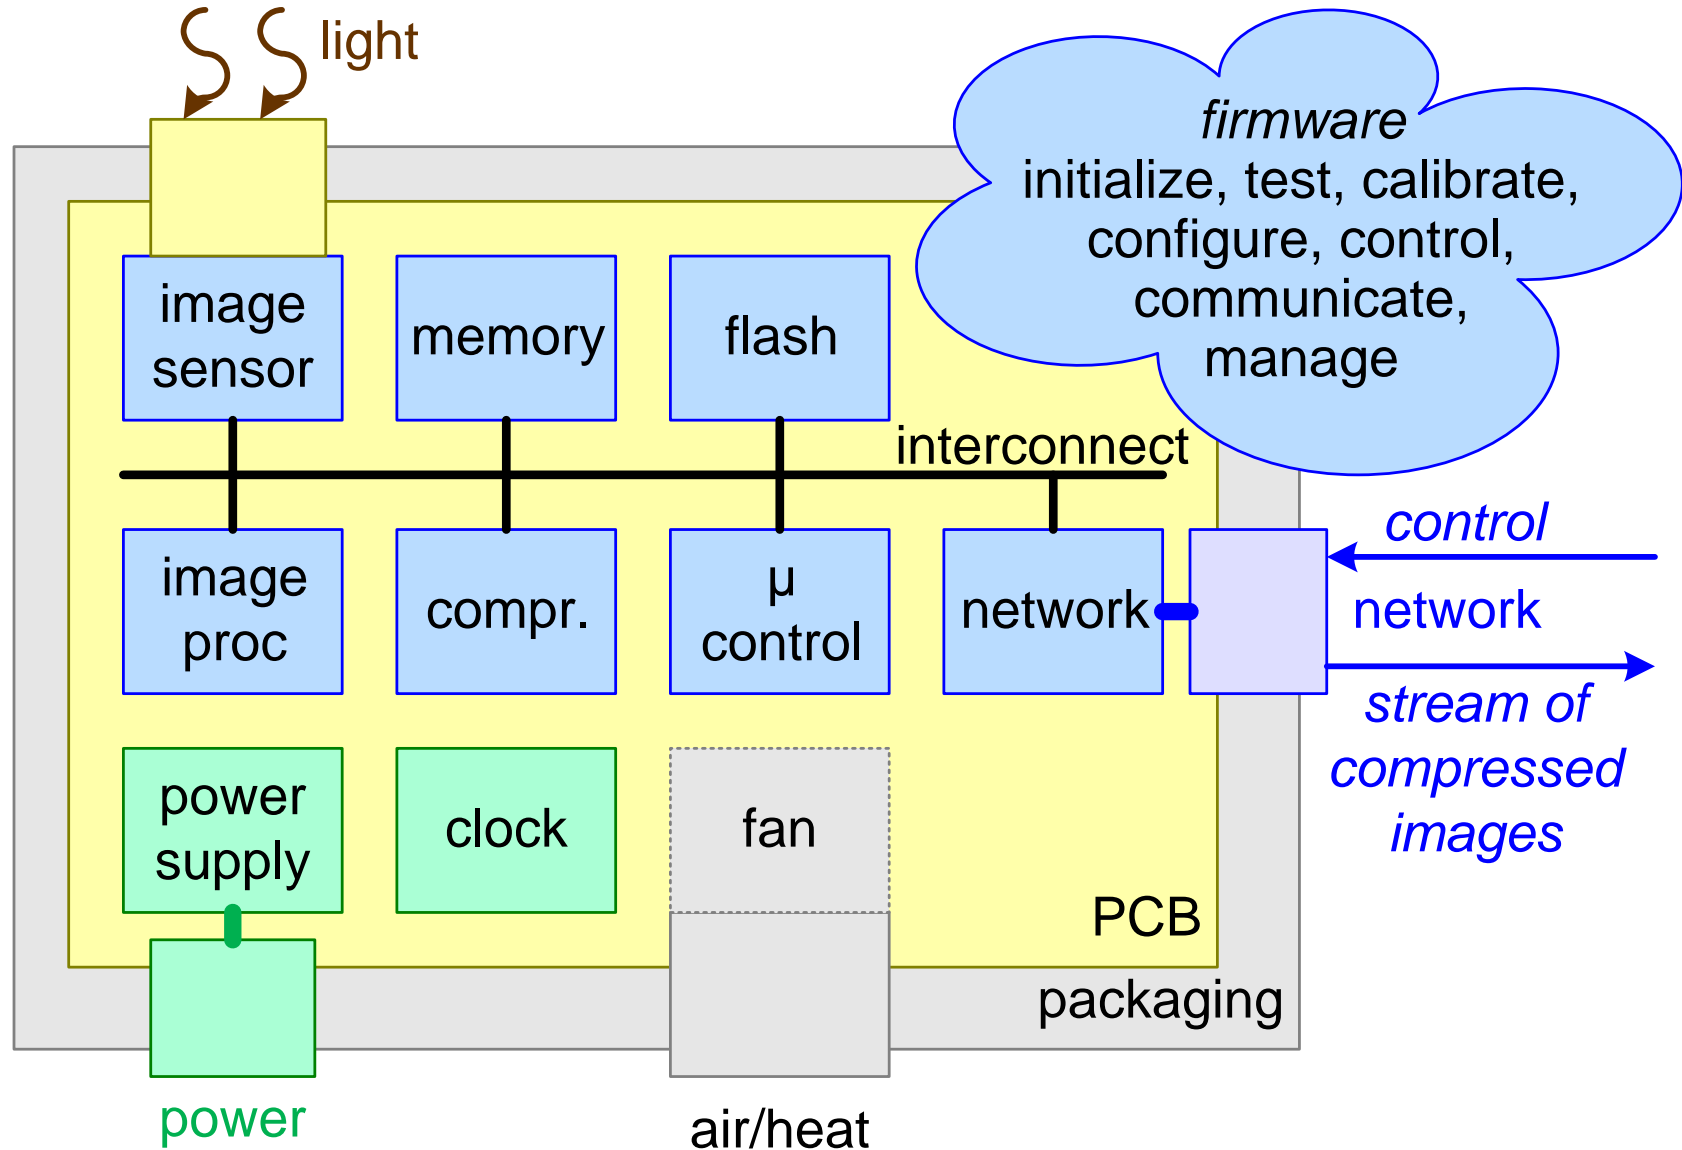 light
firmware
initialize, test, calibrate,
configure, control,
communicate,
manage
image
sensor
memory
flash
interconnect
image
proc
compr.
µ
control
network
control
network
stream of
compressed
images
power
supply
clock
fan
PCB
packaging
power
air/heat